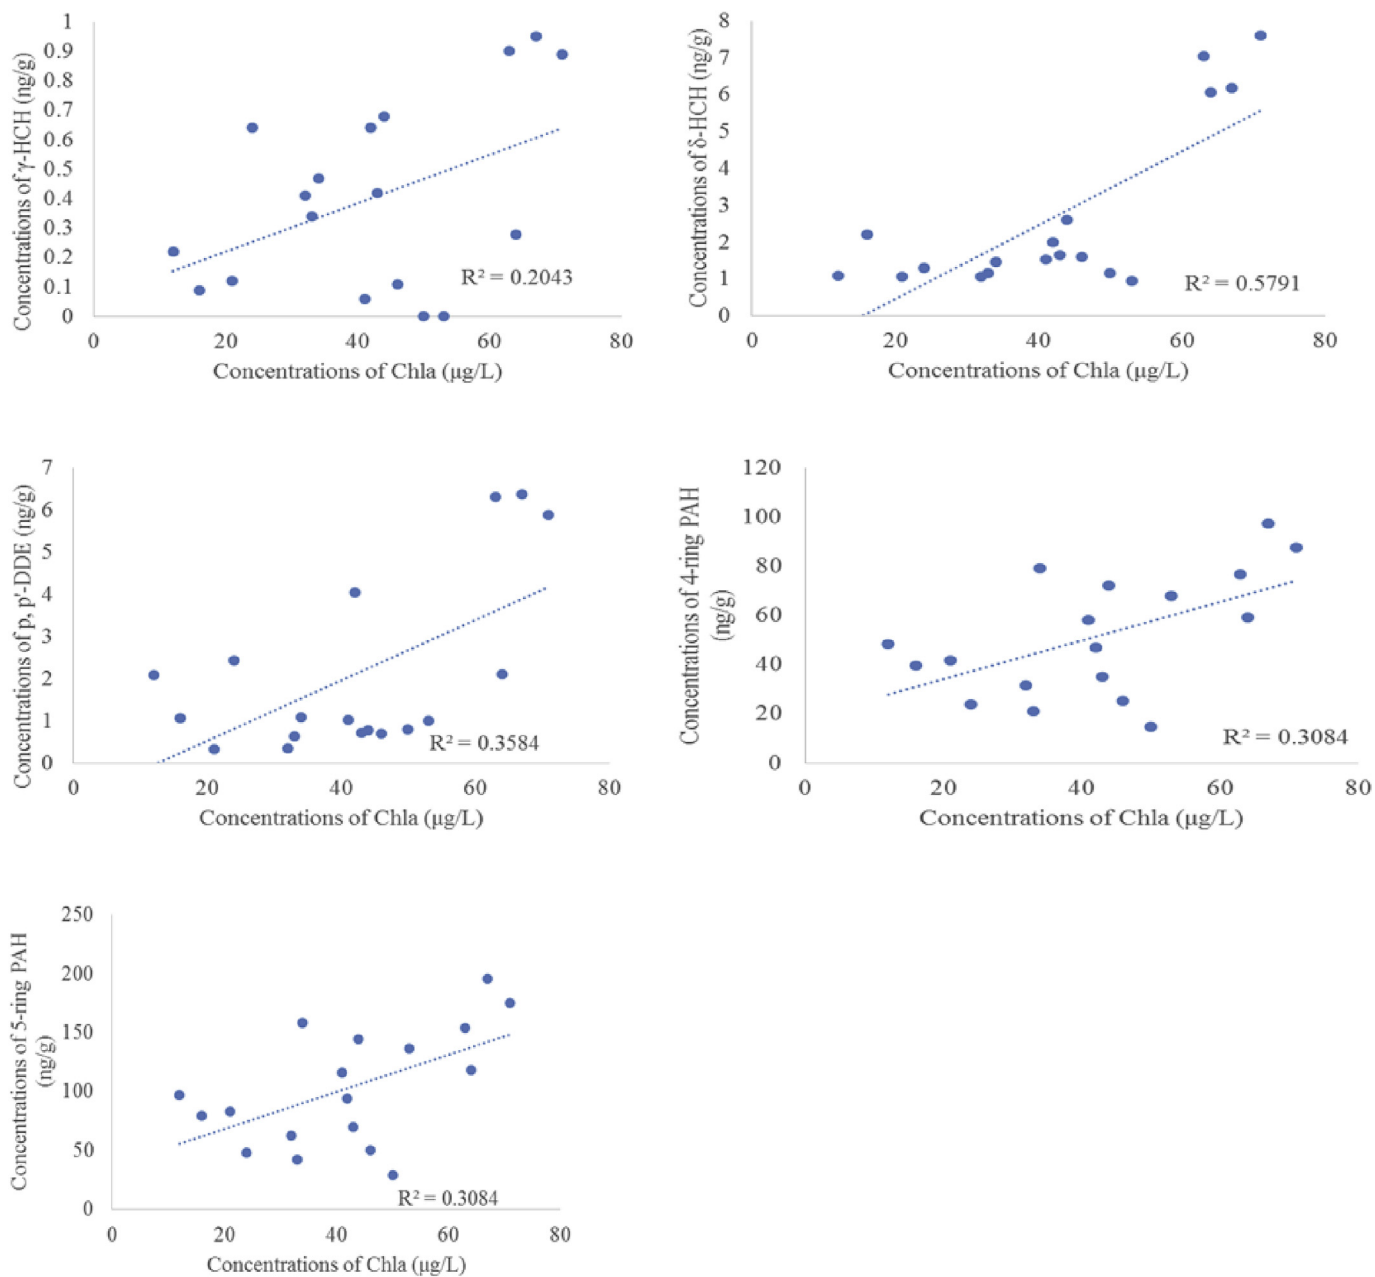 Concentrations of γ-HCH (ng/g)
1
0.9
0.8
0.7
0.6
0.5
0.4
0.3
0.2
0.1
0
R² = 0.2043
0 20 40 60 80
Concentrations of Chla (μg/L)
Concentrations of δ-HCH (ng/g)
8
7
6
5
4
3
2
1
0
R² = 0.5791
0 20 40 60 80
Concentrations of Chla (μg/L)
Concentrations of p, p'-DDE (ng/g)
7
6
5
4
3
2
1
0
R² = 0.3584
20 40 60 80
Concentrations of Chla (μg/L)
Concentrations of 4-ring PAH
(ng/g)
120
100
80
60
40
20
0
R² = 0.3084
0 20 40 60 80
Concentrations of Chla (μg/L)
Concentrations of 5-ring PAH
(ng/g)
250
200
150
100
50
0
R² = 0.3084
0 20 40 60 80
Concentrations of Chla (μg/L)